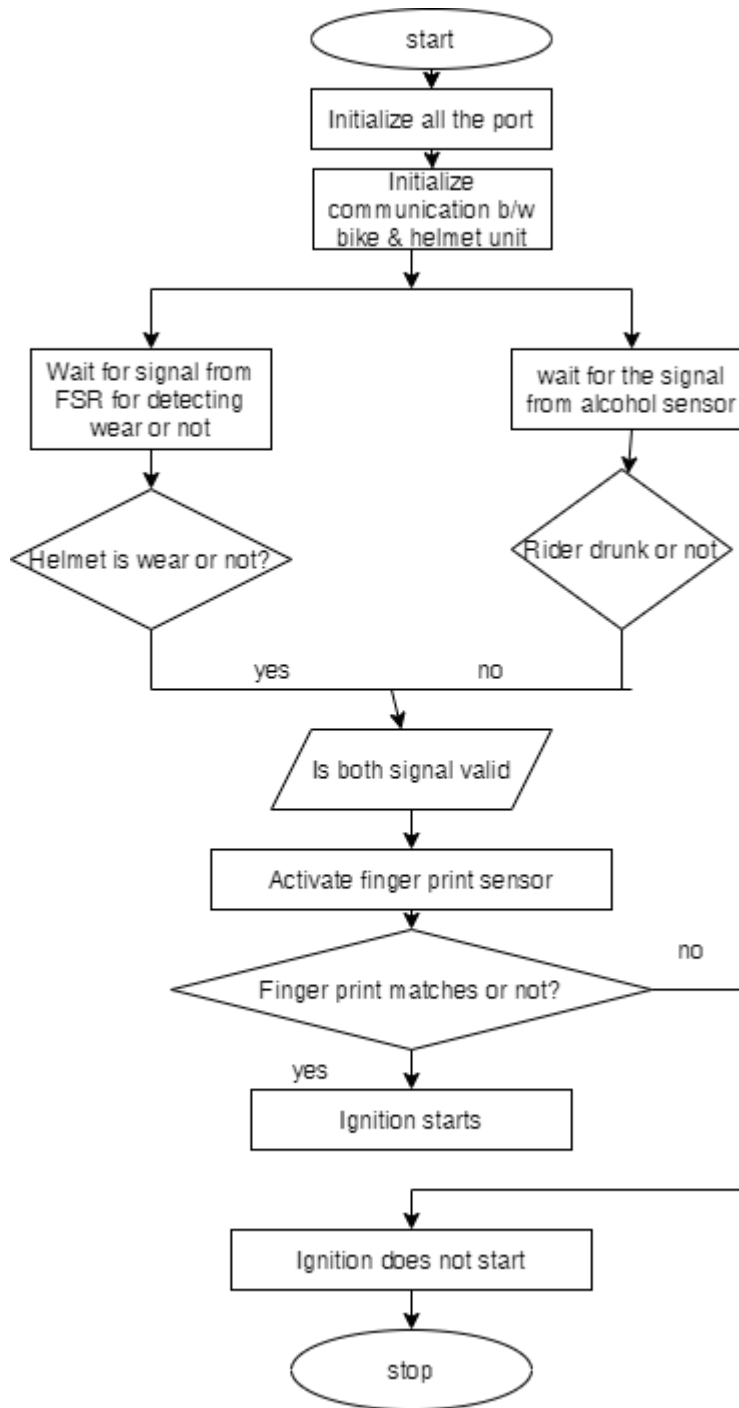 start
Initialize all the port
Initialize
communication b/w
bike & helmet unit
Wait for signal from
FSR for detecting
wear or not
wait for the signal
from alcohol sensor
Helmet is wear or not?
Rider drunk or not
yes
no
Is both signal valid
Activate finger print sensor
no
Finger print matches or not?
yes
Ignition starts
Ignition does not start
stop